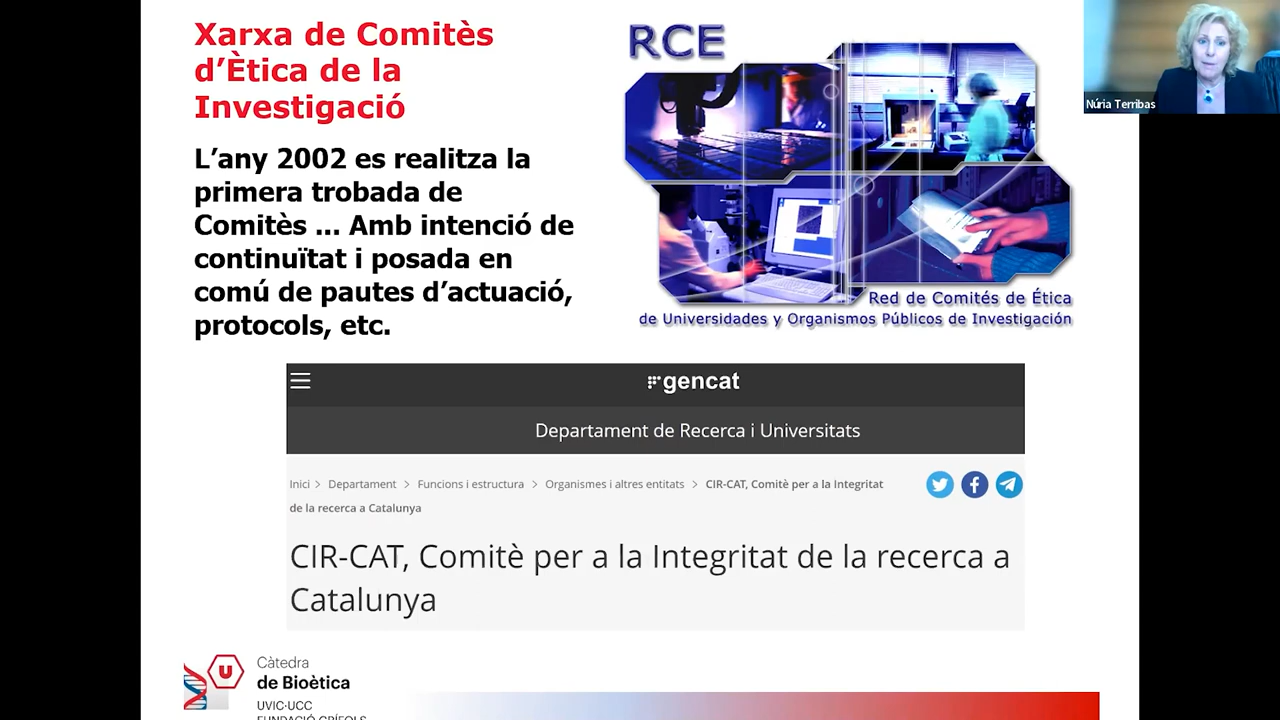 Xarxa de Comitès
d'Ètica de la
Investigació
L'any 2002 es realitza la
primera trobada de
Comitès ... Amb intenció de
continuïtat i posada en
comú de pautes d'actuació,
protocols, etc.
RCE
Red de Comités de Ética
de Universidades y Organismos Públicos de Investigación
Núria Terribas
gencat
Departament de Recerca i Universitats
Inici > Departament > Funcions i estructura > Organismes i altres entitats > CIR-CAT, Comitè per a la Integritat
de la recerca a Catalunya
CIR-CAT, Comitè per a la Integritat de la recerca a
Catalunya
U
Càtedra
de Bioètica
UVIC·UCC
FUNDACIÓ GRÍFOLS